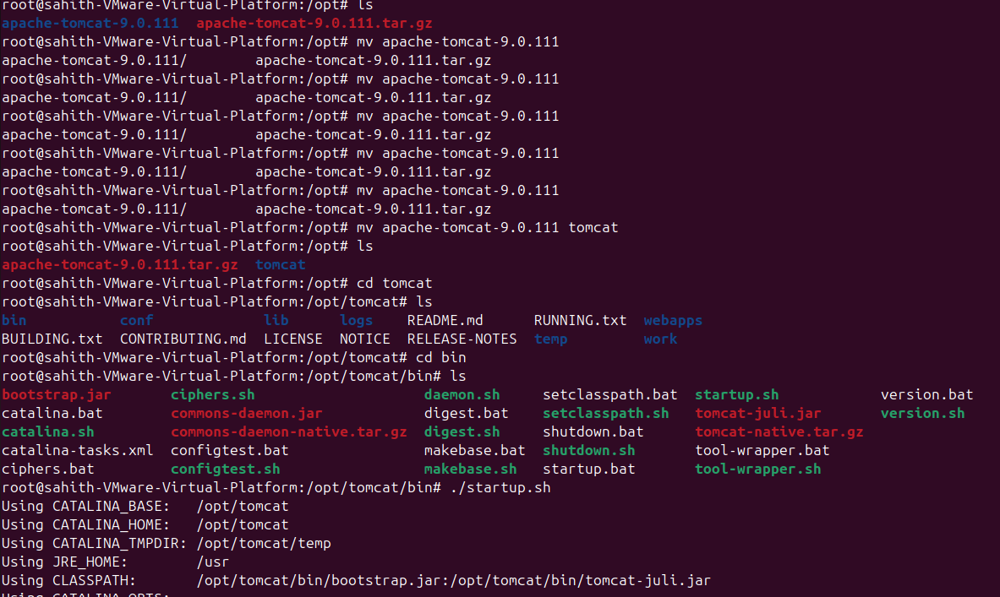 root@sahith-VMware-Virtual-Platform:/opt# ls
apache-tomcat-9.0.111  apache-tomcat-9.0.111.tar.gz
root@sahith-VMware-Virtual-Platform:/opt# mv apache-tomcat-9.0.111
apache-tomcat-9.0.111/        apache-tomcat-9.0.111.tar.gz
root@sahith-VMware-Virtual-Platform:/opt# mv apache-tomcat-9.0.111
apache-tomcat-9.0.111/        apache-tomcat-9.0.111.tar.gz
root@sahith-VMware-Virtual-Platform:/opt# mv apache-tomcat-9.0.111
apache-tomcat-9.0.111/        apache-tomcat-9.0.111.tar.gz
root@sahith-VMware-Virtual-Platform:/opt# mv apache-tomcat-9.0.111
apache-tomcat-9.0.111/        apache-tomcat-9.0.111.tar.gz
root@sahith-VMware-Virtual-Platform:/opt# mv apache-tomcat-9.0.111
apache-tomcat-9.0.111/        apache-tomcat-9.0.111.tar.gz
root@sahith-VMware-Virtual-Platform:/opt# mv apache-tomcat-9.0.111 tomcat
root@sahith-VMware-Virtual-Platform:/opt# ls
apache-tomcat-9.0.111.tar.gz  tomcat
root@sahith-VMware-Virtual-Platform:/opt# cd tomcat
root@sahith-VMware-Virtual-Platform:/opt/tomcat# ls
bin           conf            lib      logs    README.md      RUNNING.txt  webapps
BUILDING.txt  CONTRIBUTING.md  LICENSE  NOTICE  RELEASE-NOTES  temp         work
root@sahith-VMware-Virtual-Platform:/opt/tomcat# cd bin
root@sahith-VMware-Virtual-Platform:/opt/tomcat/bin# ls
bootstrap.jar       ciphers.sh                    daemon.sh     setclasspath.bat  startup.sh            version.bat
catalina.bat        commons-daemon.jar            digest.bat    setclasspath.sh   tomcat-juli.jar       version.sh
catalina.sh         commons-daemon-native.tar.gz  digest.sh     shutdown.bat      tomcat-native.tar.gz
catalina-tasks.xml  configtest.bat                makebase.bat  shutdown.sh       tool-wrapper.bat
ciphers.bat         configtest.sh                 makebase.sh   startup.bat       tool-wrapper.sh
root@sahith-VMware-Virtual-Platform:/opt/tomcat/bin# ./startup.sh
Using CATALINA_BASE:   /opt/tomcat
Using CATALINA_HOME:   /opt/tomcat
Using CATALINA_TMPDIR: /opt/tomcat/temp
Using JRE_HOME:        /usr
Using CLASSPATH:       /opt/tomcat/bin/bootstrap.jar:/opt/tomcat/bin/tomcat-juli.jar
Using CATALINA_OPTS: